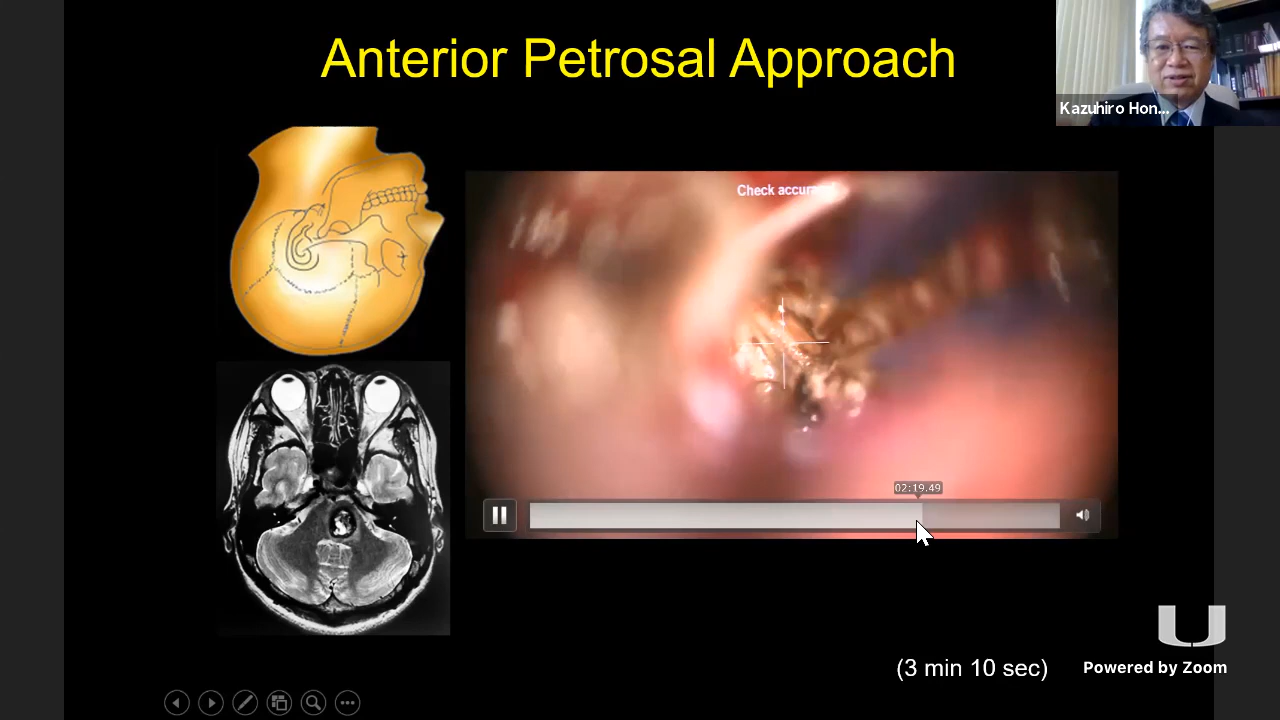 Anterior Petrosal Approach
Kazuhiro Hon...
Check accura
02:19.49
(3 min 10 sec)
Powered by Zoom